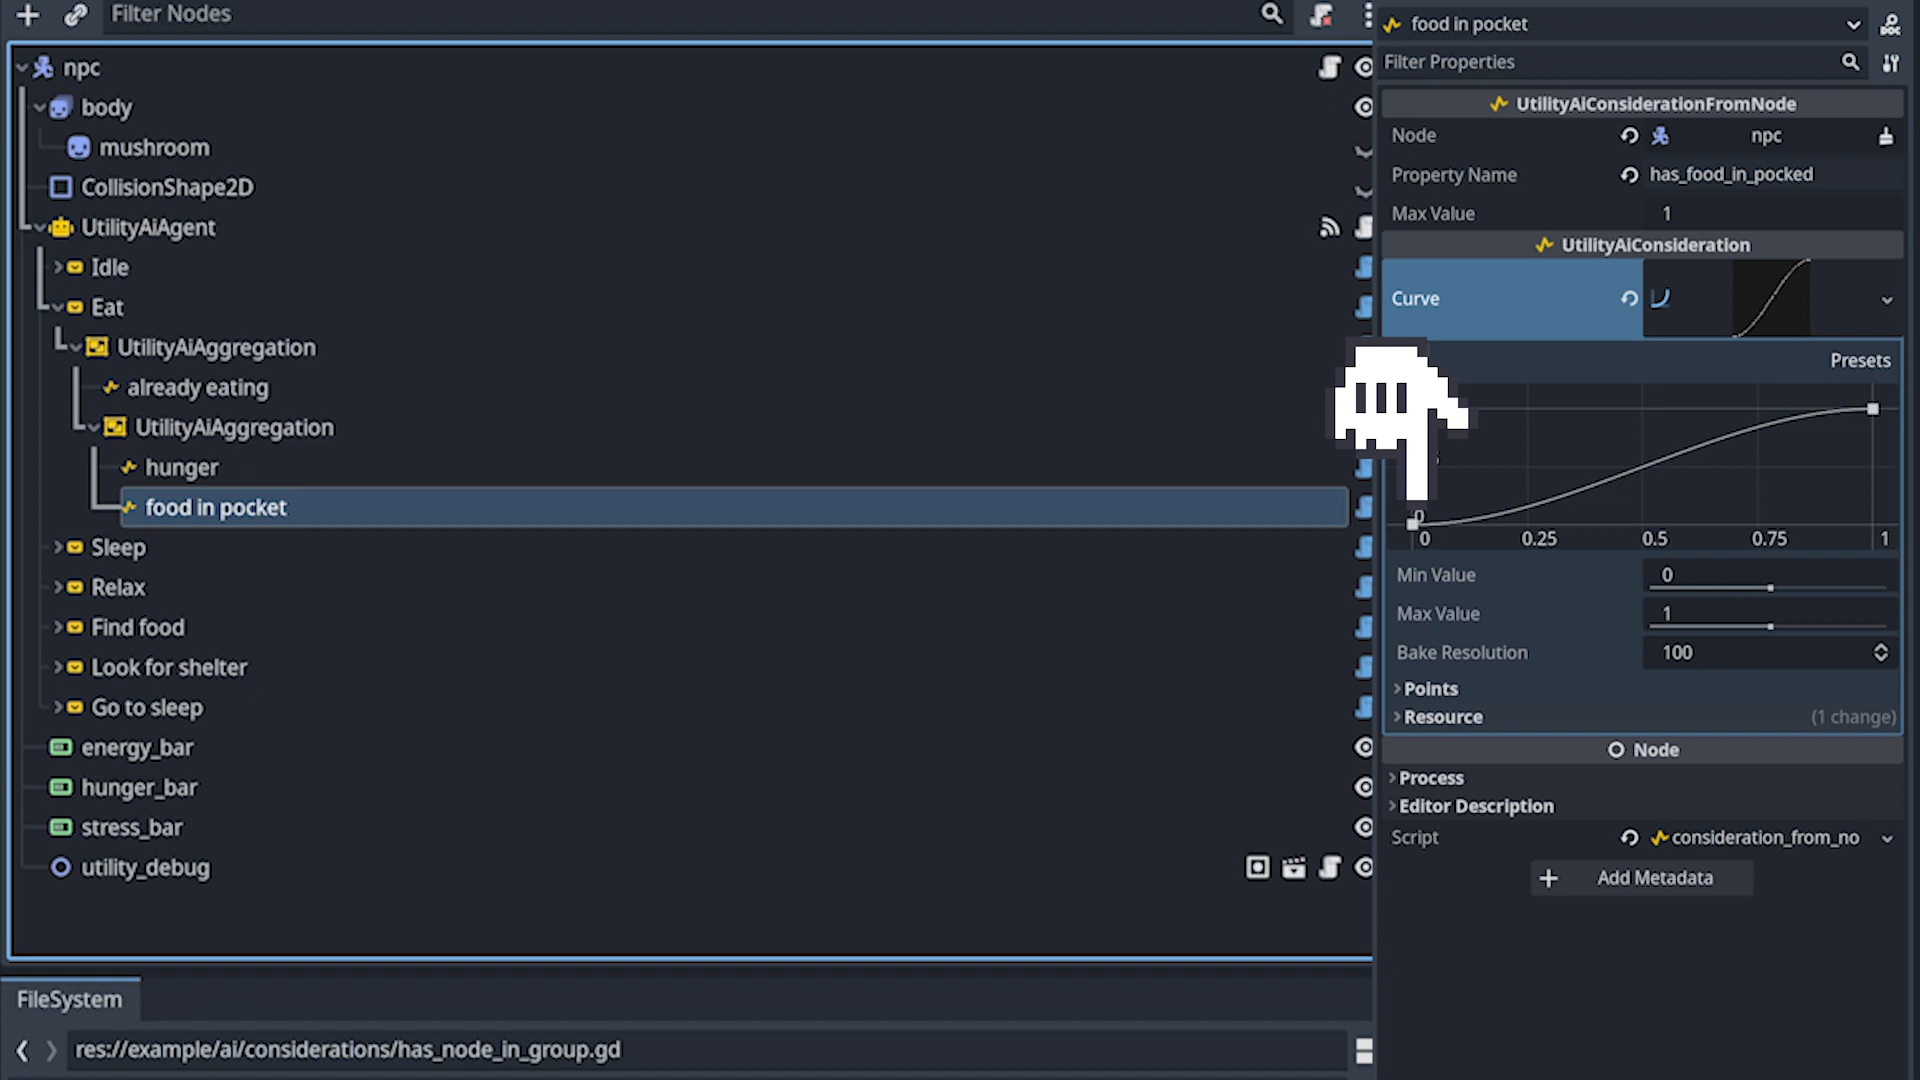 Filter Nodes
npc
body
mushroom
CollisionShape2D
UtilityAiAgent
Idle
Eat
UtilityAiAggregation
already eating
UtilityAiAggregation
hunger
food in pocket
Sleep
Relax
Find food
Look for shelter
Go to sleep
energy_bar
hunger_bar
stress_bar
utility_debug
FileSystem
res://example/ai/considerations/has_node_in_group.gd
food in pocket
DOC
Filter Properties
UtilityAiConsiderationFromNode
Node npc
Property Name has_food_in_pocked
Max Value 1
UtilityAiConsideration
Curve
Presets
0
0 0.25 0.5 0.75 1
Min Value 0
Max Value 1
Bake Resolution 100
Points
Resource (1 change)
Node
Process
Editor Description
Script consideration_from_no
Add Metadata